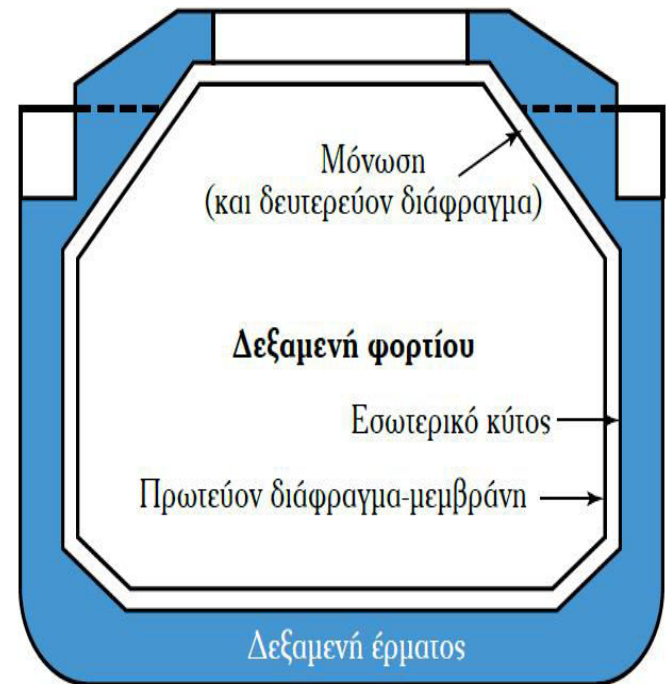 Μόνωση
(και δευτερεύον διάφραγμα)
Δεξαμενή φορτίου
Εσωτερικό κύτος
Πρωτεύον διάφραγμα-μεμβράνη
Δεξαμενή έρματος